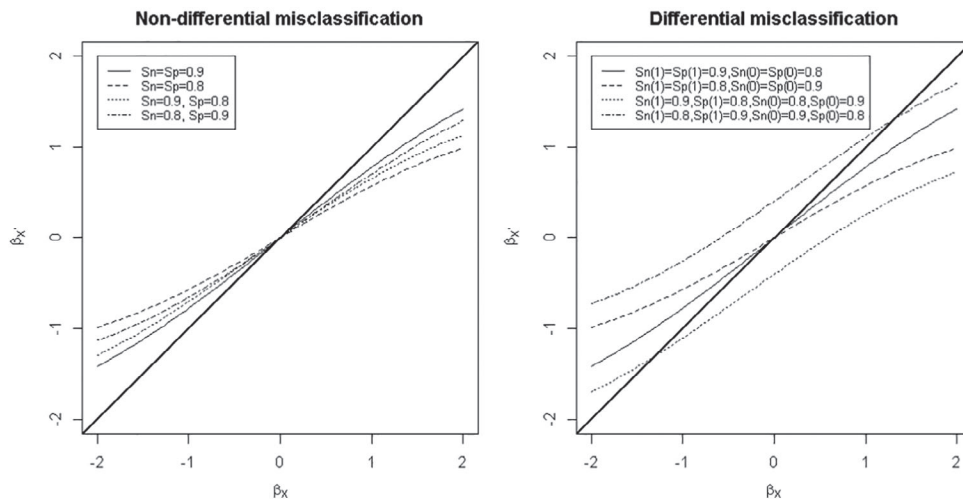 Non-differential misclassification
Sn=Sp=0.9
Sn=Sp=0.8
Sn=0.9, Sp=0.8
Sn=0.8, Sp=0.9
2
1
0
-1
-2
βX'
-2
-1
0
1
2
βX
Differential misclassification
Sn(1)=Sp(1)=0.9,Sn(0)=Sp(0)=0.8
Sn(1)=Sp(1)=0.8,Sn(0)=Sp(0)=0.9
Sn(1)=0.9,Sp(1)=0.8,Sn(0)=0.8,Sp(0)=0.9
Sn(1)=0.8,Sp(1)=0.9,Sn(0)=0.9,Sp(0)=0.8
2
1
0
-1
-2
βX'
-2
-1
0
1
2
βX